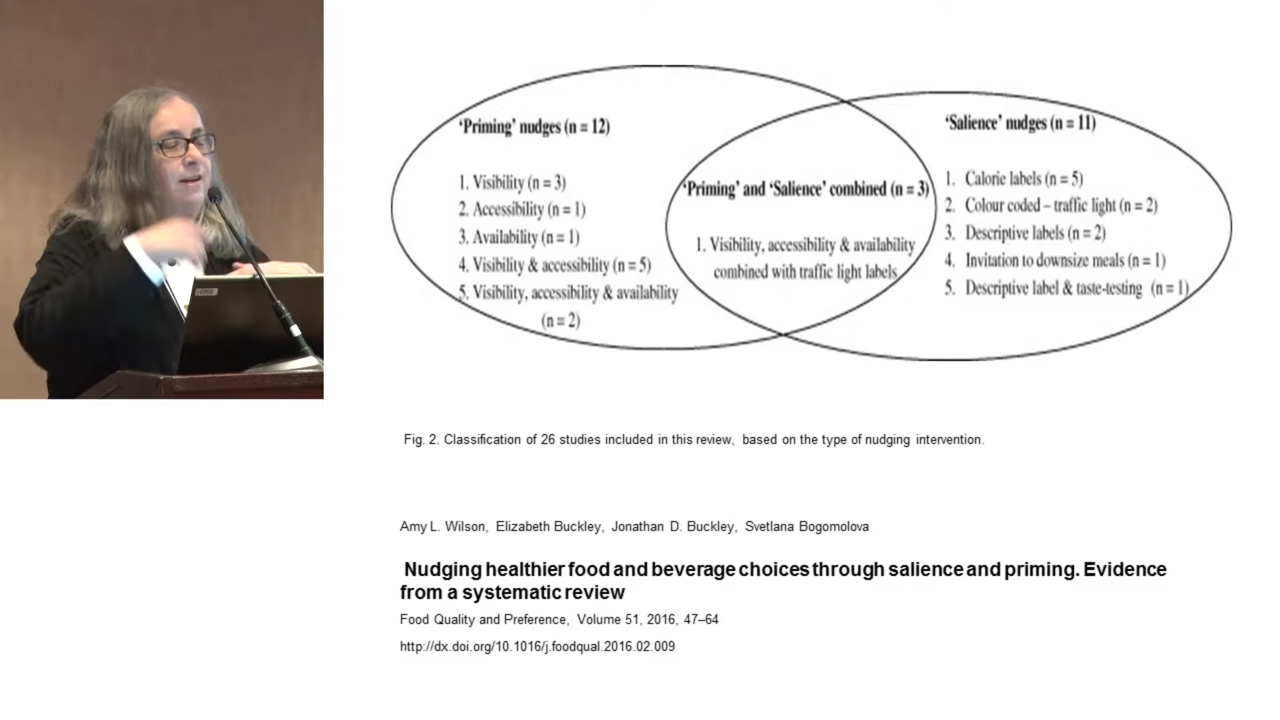 'Priming' nudges (n = 12)
1. Visibility (n = 3)
2. Accessibility (n = 1)
3. Availability (n = 1)
4. Visibility & accessibility (n = 5)
5. Visibility, accessibility & availability
(n = 2)
'Priming' and 'Salience' combined (n = 3)
1. Visibility, accessibility & availability
combined with traffic light labels
'Salience' nudges (n = 11)
1. Calorie labels (n = 5)
2. Colour coded – traffic light (n = 2)
3. Descriptive labels (n = 2)
4. Invitation to downsize meals (n = 1)
5. Descriptive label & taste-testing (n = 1)
Fig. 2. Classification of 26 studies included in this review, based on the type of nudging intervention.
Amy L. Wilson, Elizabeth Buckley, Jonathan D. Buckley, Svetlana Bogomolova
Nudging healthier food and beverage choices through salience and priming. Evidence
from a systematic review
Food Quality and Preference, Volume 51, 2016, 47–64
http://dx.doi.org/10.1016/j.foodqual.2016.02.009